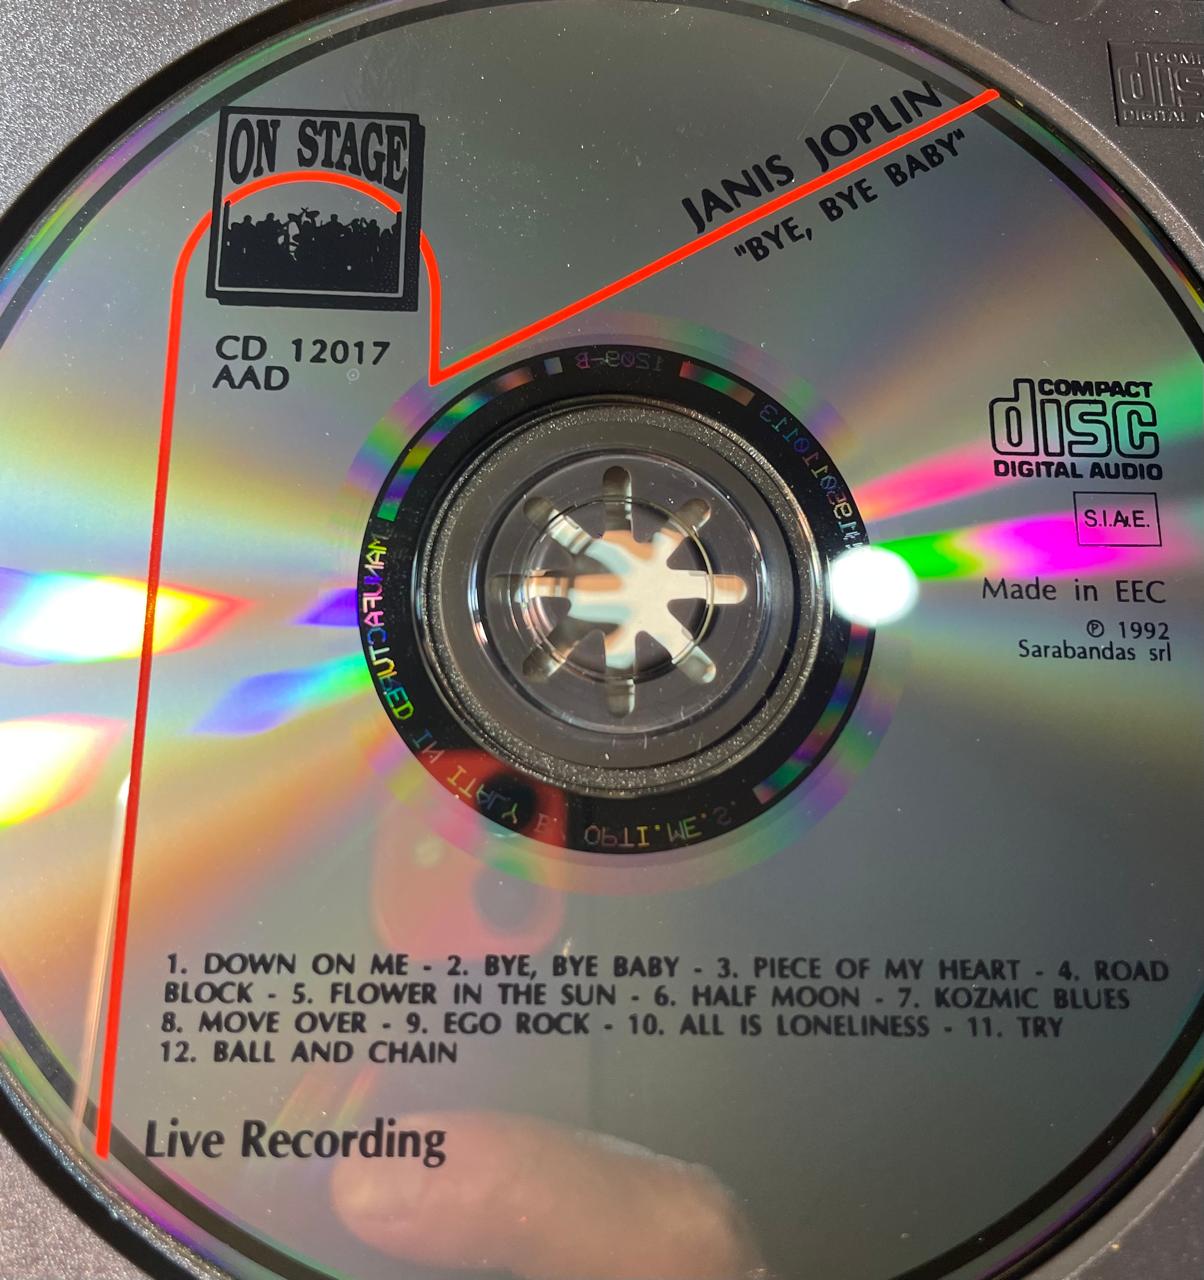 ON STAGE
JANIS JOPLIN
"BYE, BYE BABY"
CD 12017
AAD
COMPACT
disc
DIGITAL AUDIO
S.I.A.E.
Made in EEC
℗ 1992
Sarabandas srl
MANUFACTURED IN ITALY
OPTI.ME.S.
1. DOWN ON ME - 2. BYE, BYE BABY - 3. PIECE OF MY HEART - 4. ROAD
BLOCK - 5. FLOWER IN THE SUN - 6. HALF MOON - 7. KOZMIC BLUES
8. MOVE OVER - 9. EGO ROCK - 10. ALL IS LONELINESS - 11. TRY
12. BALL AND CHAIN
Live Recording